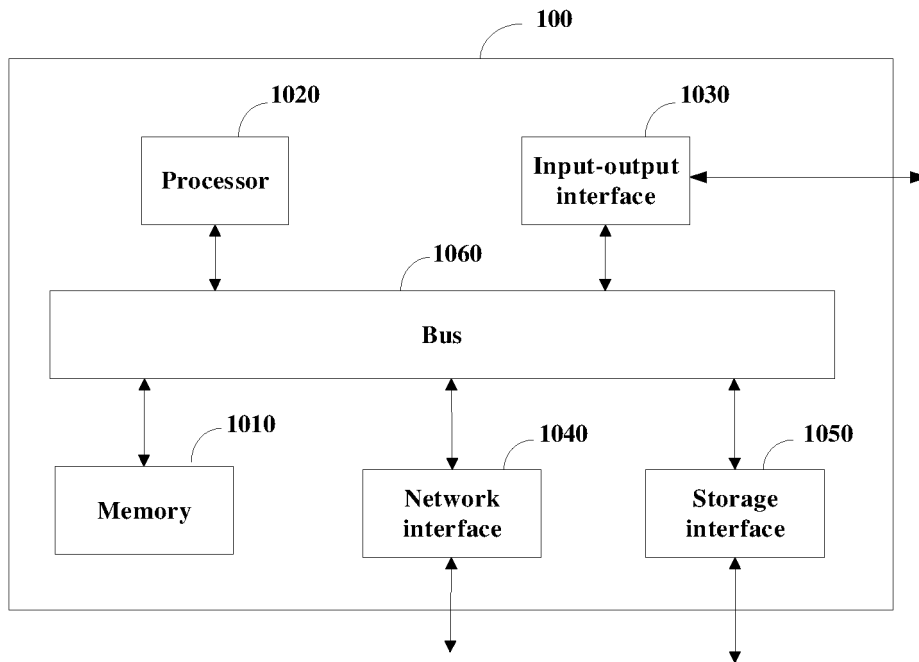 100
1020
1030
Processor
Input-output
interface
1060
Bus
1010
1040
1050
Memory
Network
interface
Storage
interface